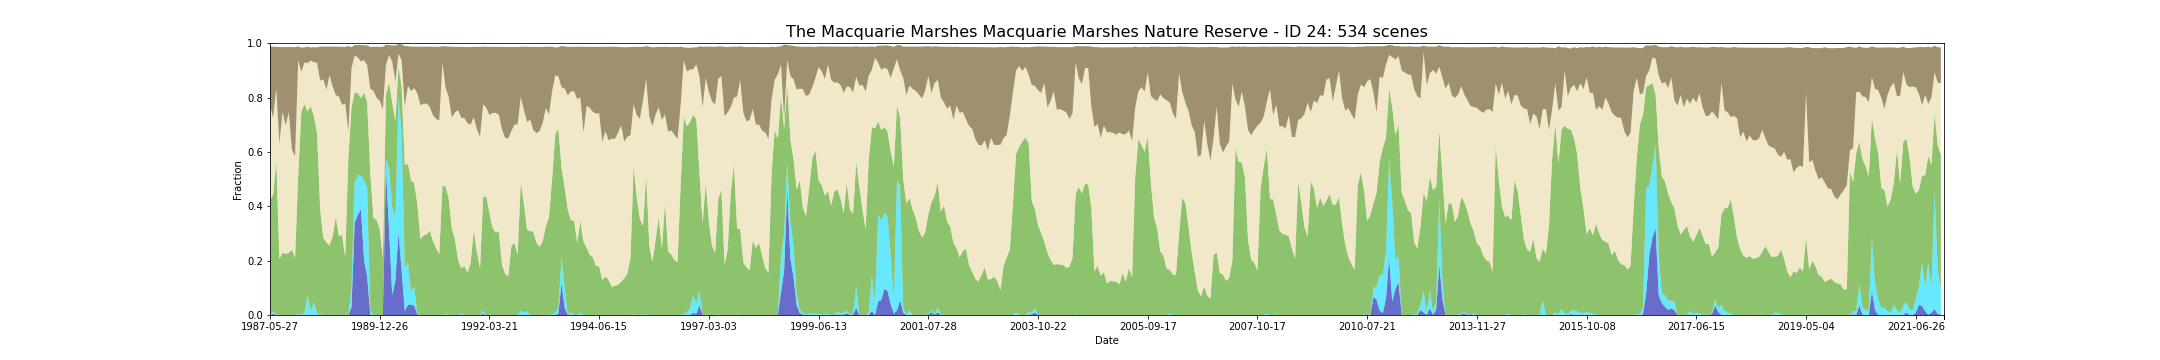 The Macquarie Marshes Macquarie Marshes Nature Reserve - ID 24: 534 scenes
1.0
0.8
0.6
0.4
0.2
0.0
Fraction
1987-05-27 1989-12-26 1992-03-21 1994-06-15 1997-03-03 1999-06-13 2001-07-28 2003-10-22 2005-09-17 2007-10-17 2010-07-21 2013-11-27 2015-10-08 2017-06-15 2019-05-04 2021-06-26
Date